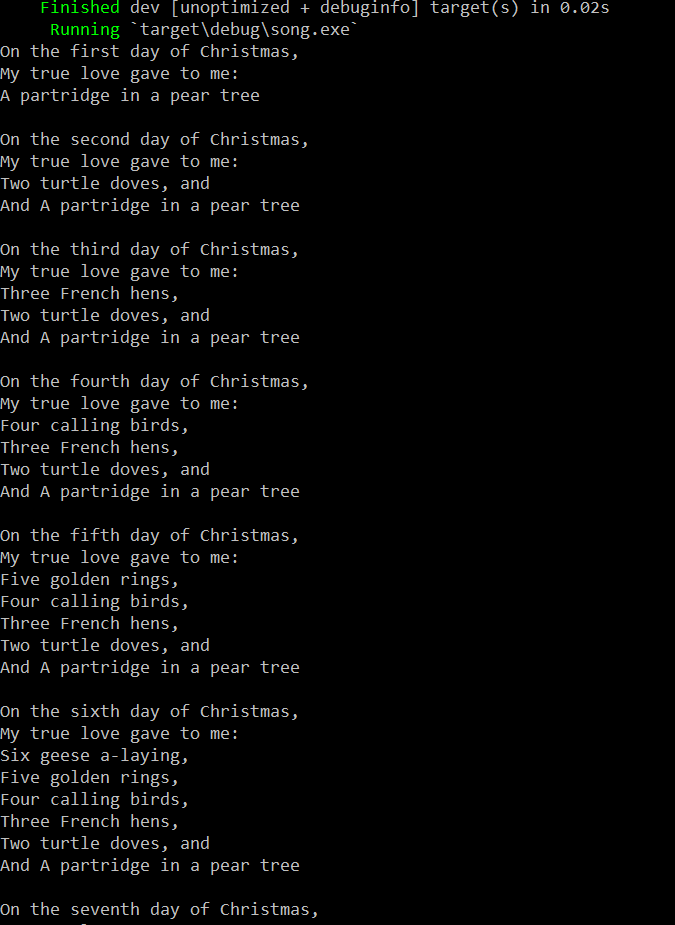 Finished dev [unoptimized + debuginfo] target(s) in 0.02s
Running `target\debug\song.exe`
On the first day of Christmas,
My true love gave to me:
A partridge in a pear tree

On the second day of Christmas,
My true love gave to me:
Two turtle doves, and
And A partridge in a pear tree

On the third day of Christmas,
My true love gave to me:
Three French hens,
Two turtle doves, and
And A partridge in a pear tree

On the fourth day of Christmas,
My true love gave to me:
Four calling birds,
Three French hens,
Two turtle doves, and
And A partridge in a pear tree

On the fifth day of Christmas,
My true love gave to me:
Five golden rings,
Four calling birds,
Three French hens,
Two turtle doves, and
And A partridge in a pear tree

On the sixth day of Christmas,
My true love gave to me:
Six geese a-laying,
Five golden rings,
Four calling birds,
Three French hens,
Two turtle doves, and
And A partridge in a pear tree

On the seventh day of Christmas,